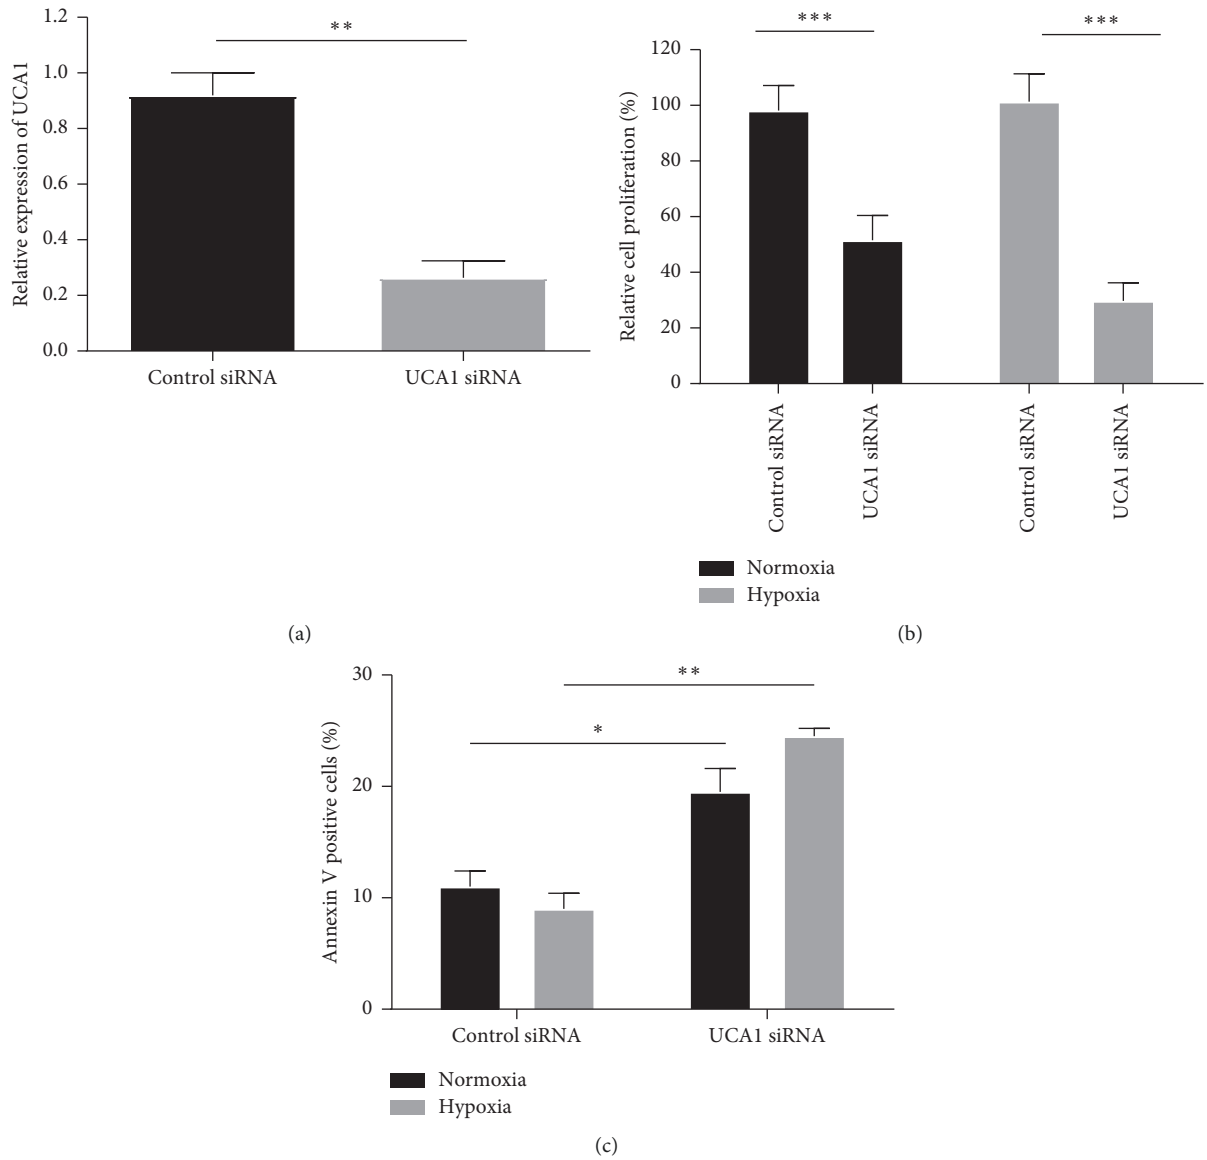 **
Relative expression of UCA1
1.2
1.0
0.8
0.6
0.4
0.2
0.0
Control siRNA
UCA1 siRNA
(a)
***
***
Relative cell proliferation (%)
120
100
80
60
40
20
0
Control siRNA
UCA1 siRNA
Control siRNA
UCA1 siRNA
Normoxia
Hypoxia
(b)
**
*
Annexin V positive cells (%)
30
20
10
0
Control siRNA
UCA1 siRNA
Normoxia
Hypoxia
(c)